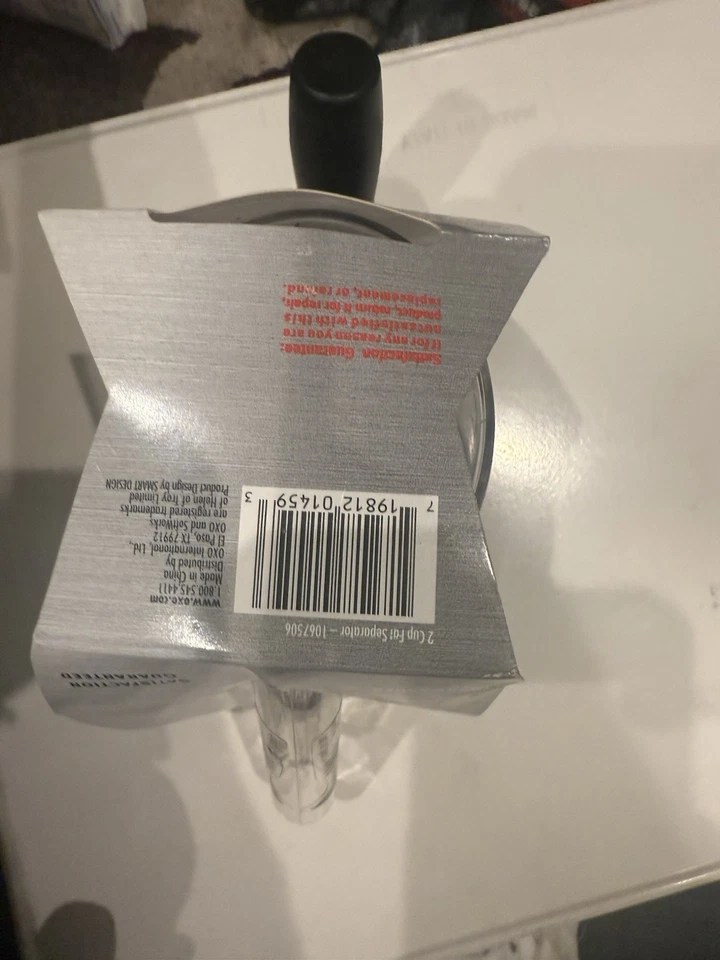 2 Cup Fat Separator – 1067506
7 19812 01459 3
www.oxo.com
1.800.545.4411
Made in China
Distributed by
OXO International, Ltd.
El Paso, TX 79912
OXO and SoftWorks
are registered trademarks
of Helen of Troy Limited
Product Design by SMART DESIGN
Satisfaction Guarantee:
If for any reason you are
not satisfied with this
product, return it for repair,
replacement, or refund.
SATISFACTION
GUARANTEED